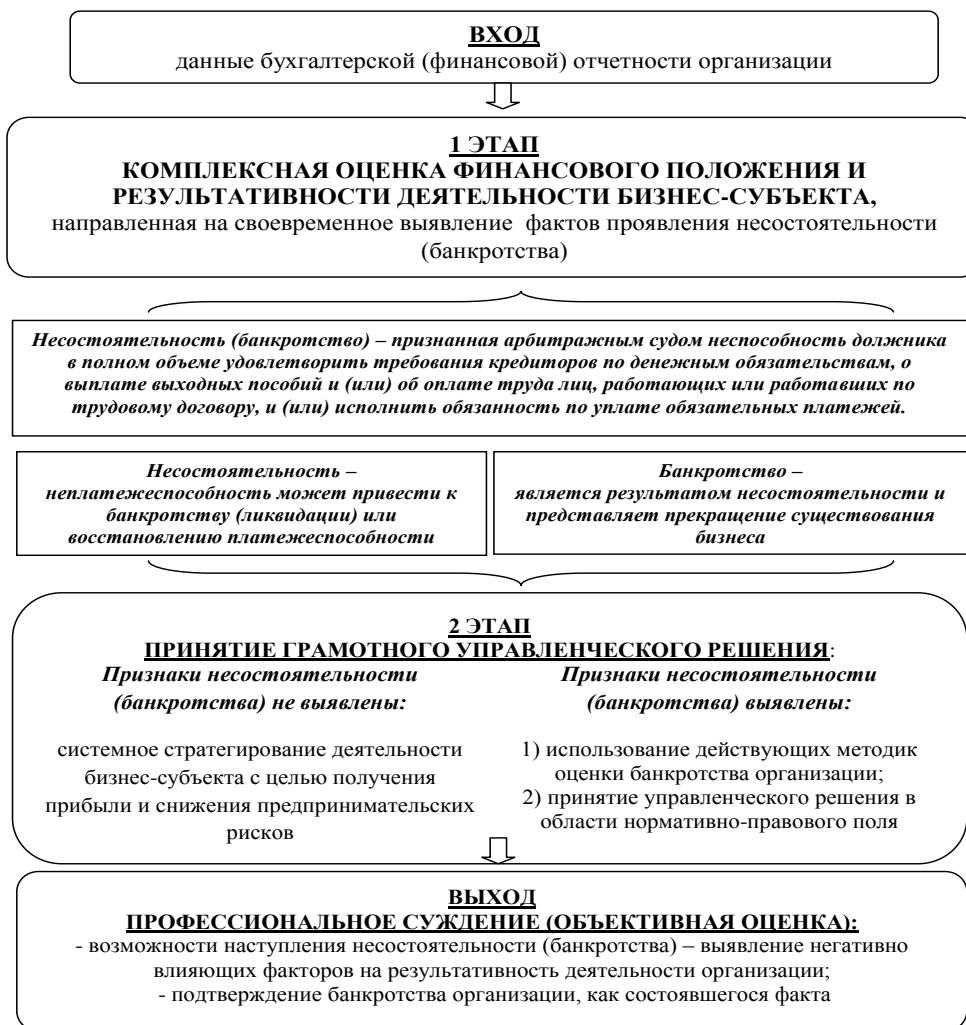 ВХОД
данные бухгалтерской (финансовой) отчетности организации
1 ЭТАП
КОМПЛЕКСНАЯ ОЦЕНКА ФИНАНСОВОГО ПОЛОЖЕНИЯ И
РЕЗУЛЬТАТИВНОСТИ ДЕЯТЕЛЬНОСТИ БИЗНЕС-СУБЪЕКТА,
направленная на своевременное выявление фактов проявления несостоятельности
(банкротства)
Несостоятельность (банкротство) – признанная арбитражным судом неспособность должника
в полном объеме удовлетворить требования кредиторов по денежным обязательствам, о
выплате выходных пособий и (или) об оплате труда лиц, работающих или работавших по
трудовому договору, и (или) исполнить обязанность по уплате обязательных платежей.
Несостоятельность –
неплатежеспособность может привести к
банкротству (ликвидации) или
восстановлению платежеспособности
Банкротство –
является результатом несостоятельности и
представляет прекращение существования
бизнеса
2 ЭТАП
ПРИНЯТИЕ ГРАМОТНОГО УПРАВЛЕНЧЕСКОГО РЕШЕНИЯ:
Признаки несостоятельности
(банкротства) не выявлены:
системное стратегирование деятельности
бизнес-субъекта с целью получения
прибыли и снижения предпринимательских
рисков
Признаки несостоятельности
(банкротства) выявлены:
1) использование действующих методик
оценки банкротства организации;
2) принятие управленческого решения в
области нормативно-правового поля
ВЫХОД
ПРОФЕССИОНАЛЬНОЕ СУЖДЕНИЕ (ОБЪЕКТИВНАЯ ОЦЕНКА):
- возможности наступления несостоятельности (банкротства) – выявление негативно
влияющих факторов на результативность деятельности организации;
- подтверждение банкротства организации, как состоявшегося факта